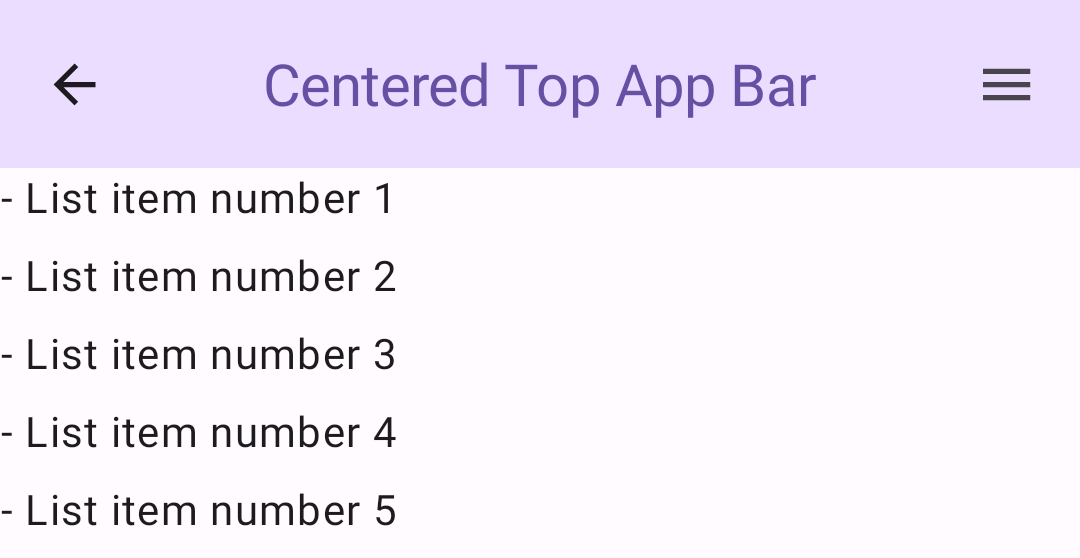 Centered Top App Bar
- List item number 1
- List item number 2
- List item number 3
- List item number 4
- List item number 5